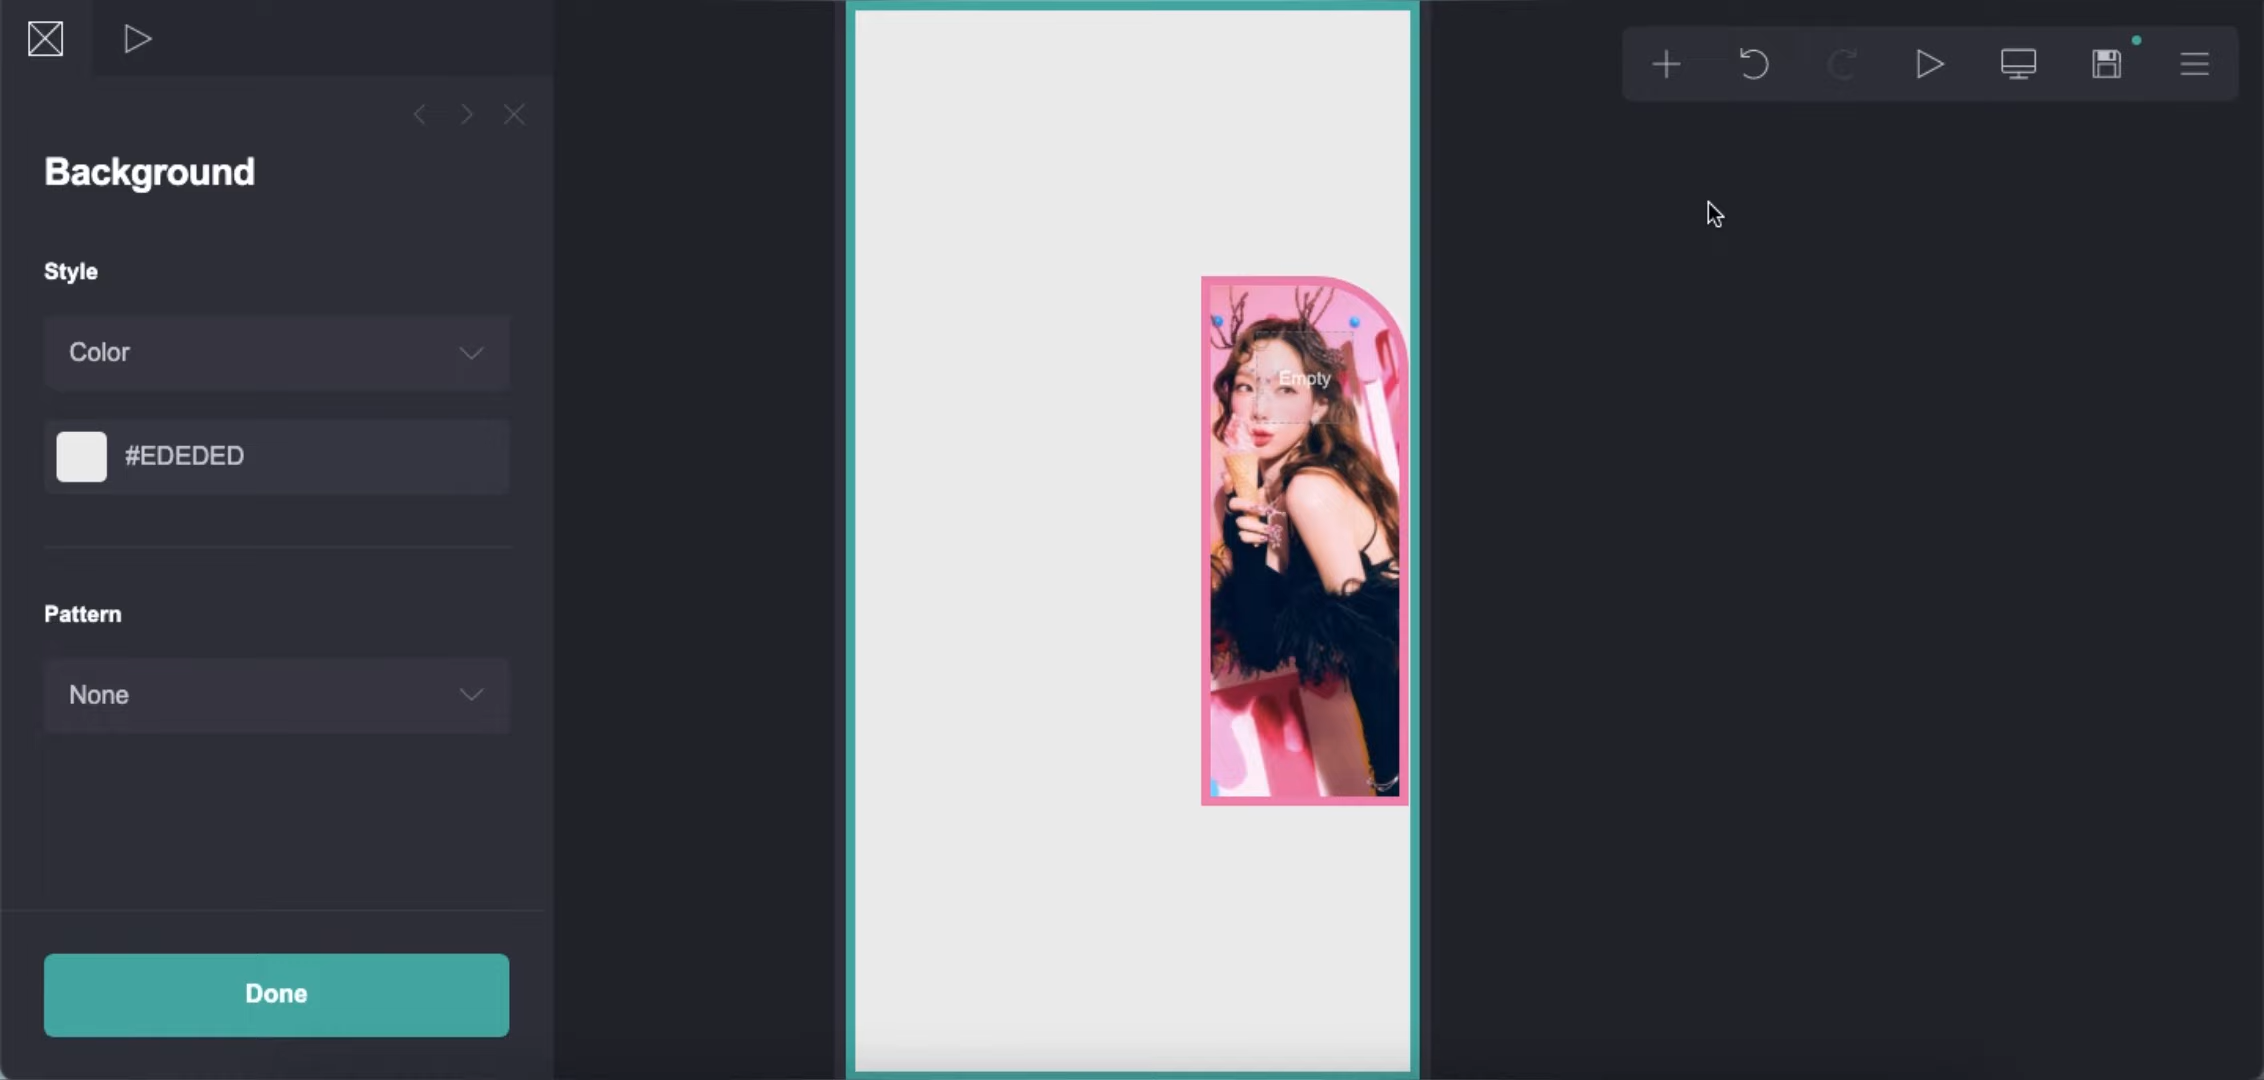 Background
Style
Color
#EDEDED
Pattern
None
Done
Empty